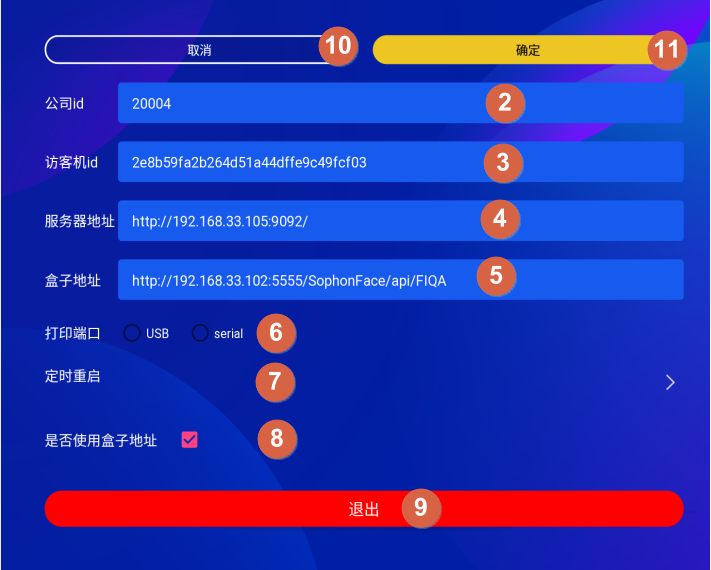 取消 10 确定 11
公司id 20004 2
访客机id 2e8b59fa2b264d51a44dffe9c49fcf03 3
服务器地址 http://192.168.33.105:9092/ 4
盒子地址 http://192.168.33.102:5555/SophonFace/api/FIQA 5
打印端口 USB serial 6
定时重启 7
是否使用盒子地址 8
退出 9